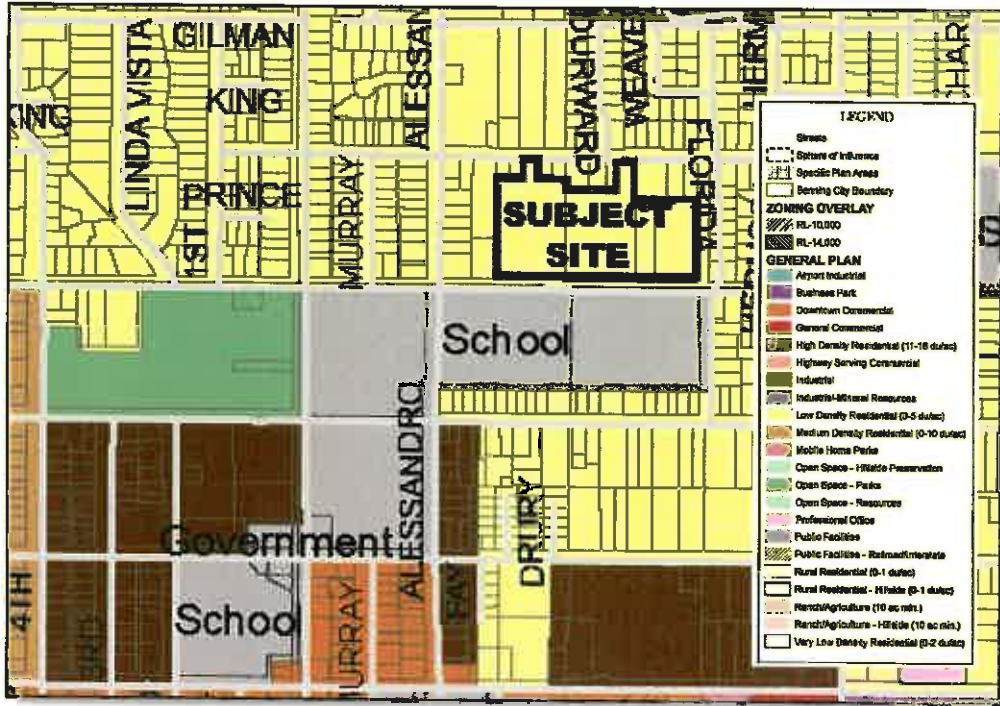 GILMAN
KING
KING
LINDA VISTA
PRINCE
1ST
MURRAY
ALESSAN
DURWARD
WEAVE
HERM
CHAR
FLORIDA
SUBJECT
SITE
School
ALESSANDRO
DRURY
Government
School
4TH
MURRAY
FAY
MURRAY
LEGEND
Streets
Sphere of Influence
Specific Plan Areas
Banning City Boundary
ZONING OVERLAY
RL-10,000
RL-14,000
GENERAL PLAN
Airport Industrial
Business Park
Downtown Commercial
General Commercial
High Density Residential (11-18 du/ac)
Highway Serving Commercial
Industrial
Industrial-Mineral Resources
Low Density Residential (0-5 du/ac)
Medium Density Residential (0-10 du/ac)
Mobile Home Parks
Open Space - Hillside Preservation
Open Space - Parks
Open Space - Resources
Professional Office
Public Facilities
Public Facilities - Railroad/Interstate
Rural Residential (0-1 du/ac)
Rural Residential - Hillside (0-1 du/ac)
Ranch/Agriculture (10 ac min.)
Ranch/Agriculture - Hillside (10 ac min.)
Very Low Density Residential (0-2 du/ac)